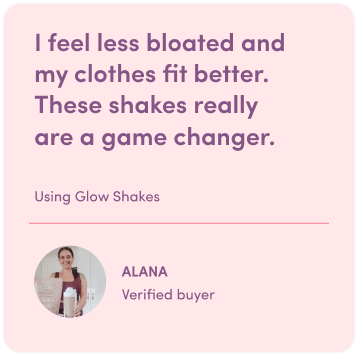 I feel less bloated and
my clothes fit better.
These shakes really
are a game changer.
Using Glow Shakes
ALANA
Verified buyer